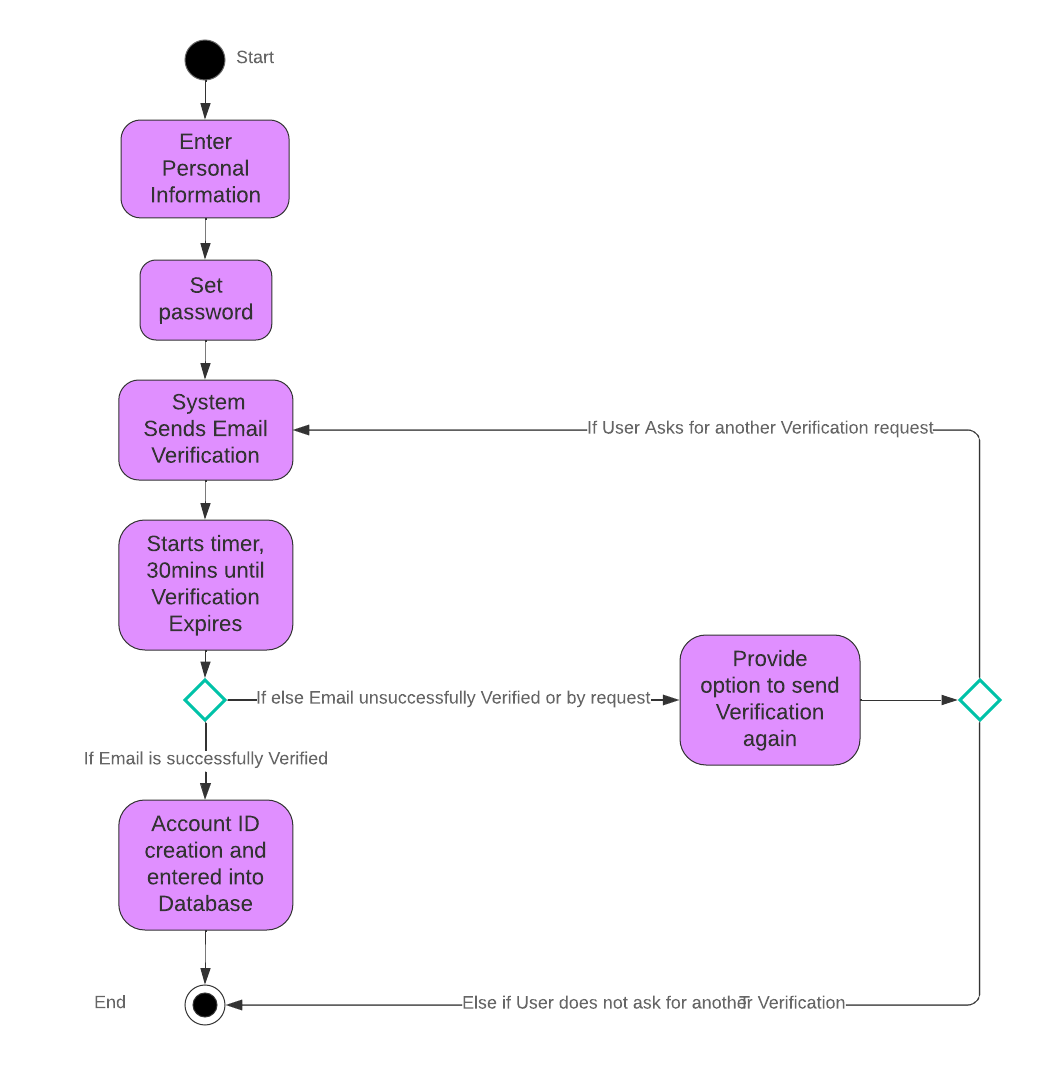 Start
Enter
Personal
Information
Set
password
System
Sends Email
Verification
If User Asks for another Verification request
Starts timer,
30mins until
Verification
Expires
If else Email unsuccessfully Verified or by request
Provide
option to send
Verification
again
If Email is successfully Verified
Account ID
creation and
entered into
Database
End
Else if User does not ask for another Verification
T